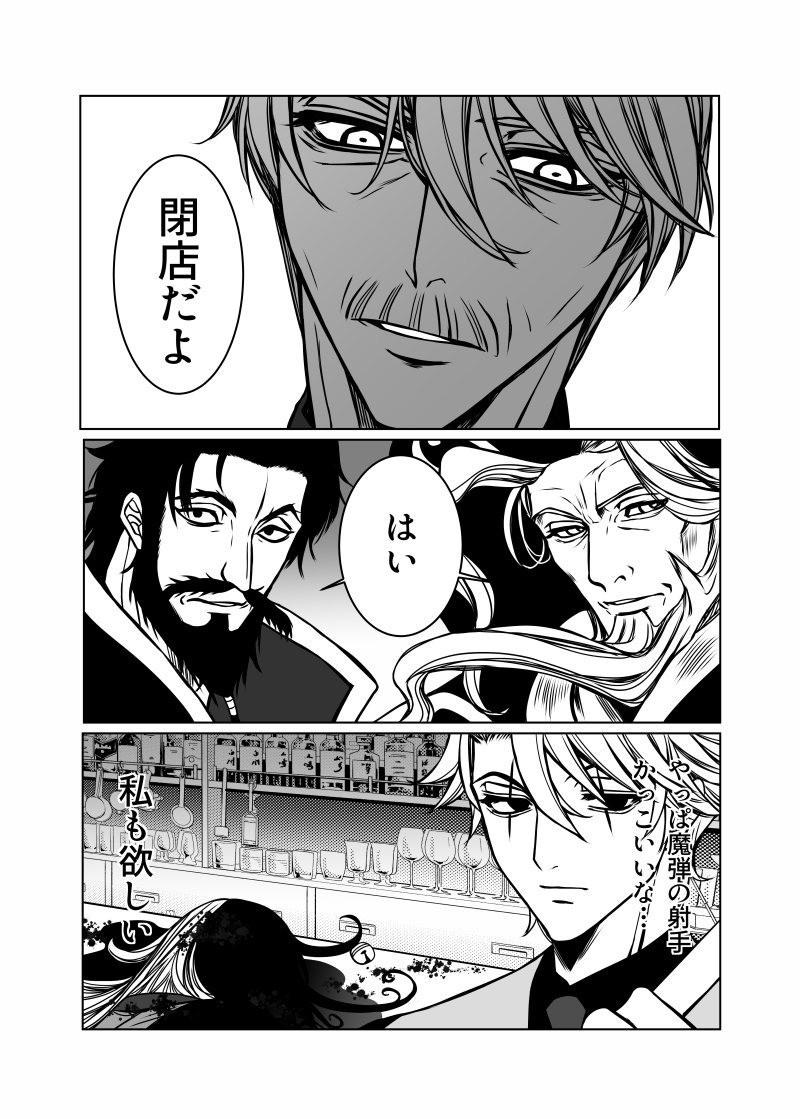 閉店だよ
はい
やっぱ魔弾の射手
かっこいいな…
私も欲しい